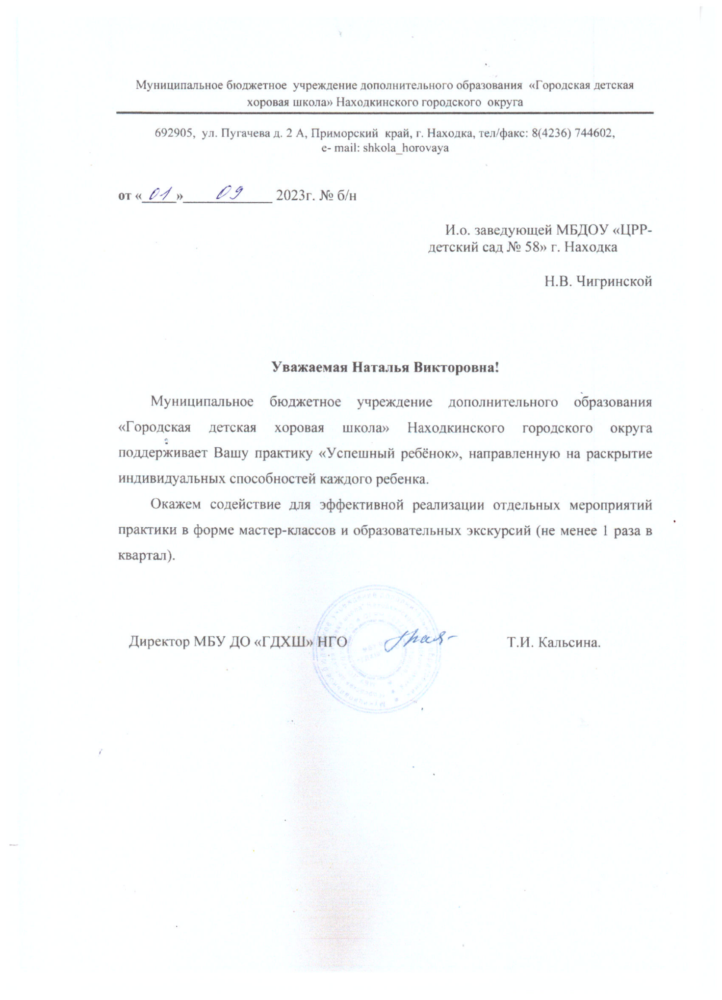 Муниципальное бюджетное учреждение дополнительного образования «Городская детская
хоровая школа» Находкинского городского округа
692905, ул. Пугачева д. 2 А, Приморский край, г. Находка, тел/факс: 8(4236) 744602,
e- mail: shkola_horovaya
от «01» 09 2023г. № б/н
И.о. заведующей МБДОУ «ЦРР-
детский сад № 58» г. Находка
Н.В. Чигринской
Уважаемая Наталья Викторовна!
Муниципальное бюджетное учреждение дополнительного образования
«Городская детская хоровая школа» Находкинского городского округа
поддерживает Вашу практику «Успешный ребёнок», направленную на раскрытие
индивидуальных способностей каждого ребенка.
Окажем содействие для эффективной реализации отдельных мероприятий
практики в форме мастер-классов и образовательных экскурсий (не менее 1 раза в
квартал).
Директор МБУ ДО «ГДХШ» НГО Т.И. Кальсина.